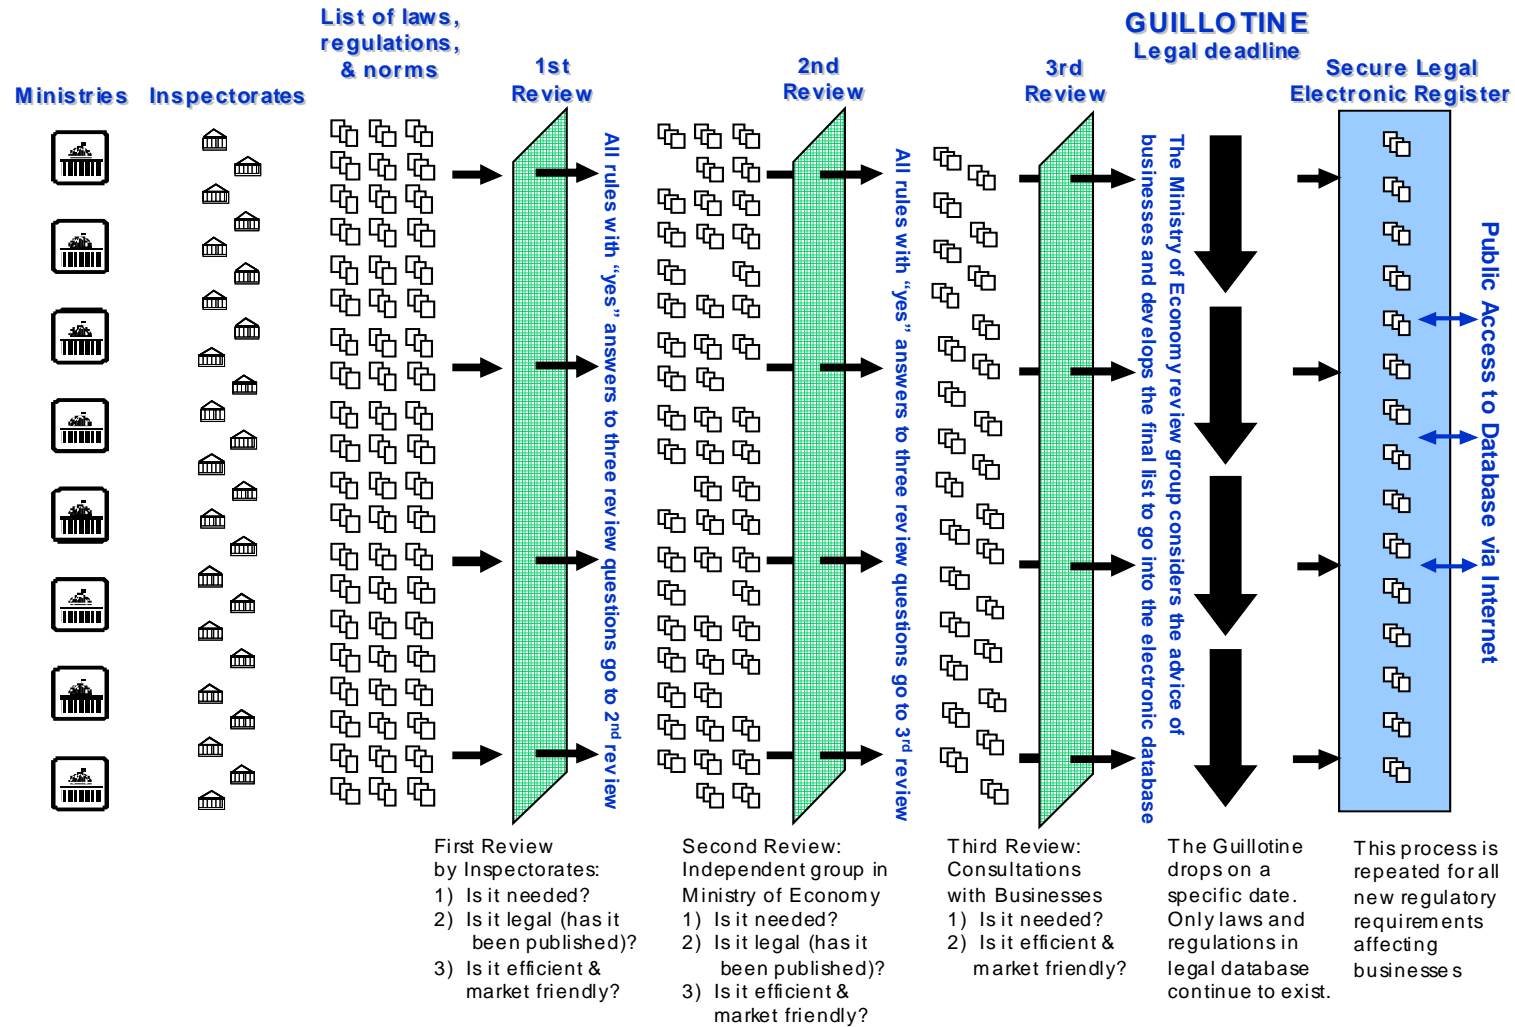 Ministries
Inspectorates
List of laws,
regulations,
& norms
1st
Review
2nd
Review
3rd
Review
GUILLOTINE
Legal deadline
Secure Legal
Electronic Register
All rules with “yes” answers to three review questions go to 2nd review
All rules with “yes” answers to three review questions go to 3rd review
The Ministry of Economy review group considers the advice of
businesses and develops the final list to go into the electronic database
Public Access to Database via Internet
First Review
by Inspectorates:
1) Is it needed?
2) Is it legal (has it
been published)?
3) Is it efficient &
market friendly?
Second Review:
Independent group in
Ministry of Economy
1) Is it needed?
2) Is it legal (has it
been published)?
3) Is it efficient &
market friendly?
Third Review:
Consultations
with Businesses
1) Is it needed?
2) Is it efficient &
market friendly?
The Guillotine
drops on a
specific date.
Only laws and
regulations in
legal database
continue to exist.
This process is
repeated for all
new regulatory
requirements
affecting
businesses